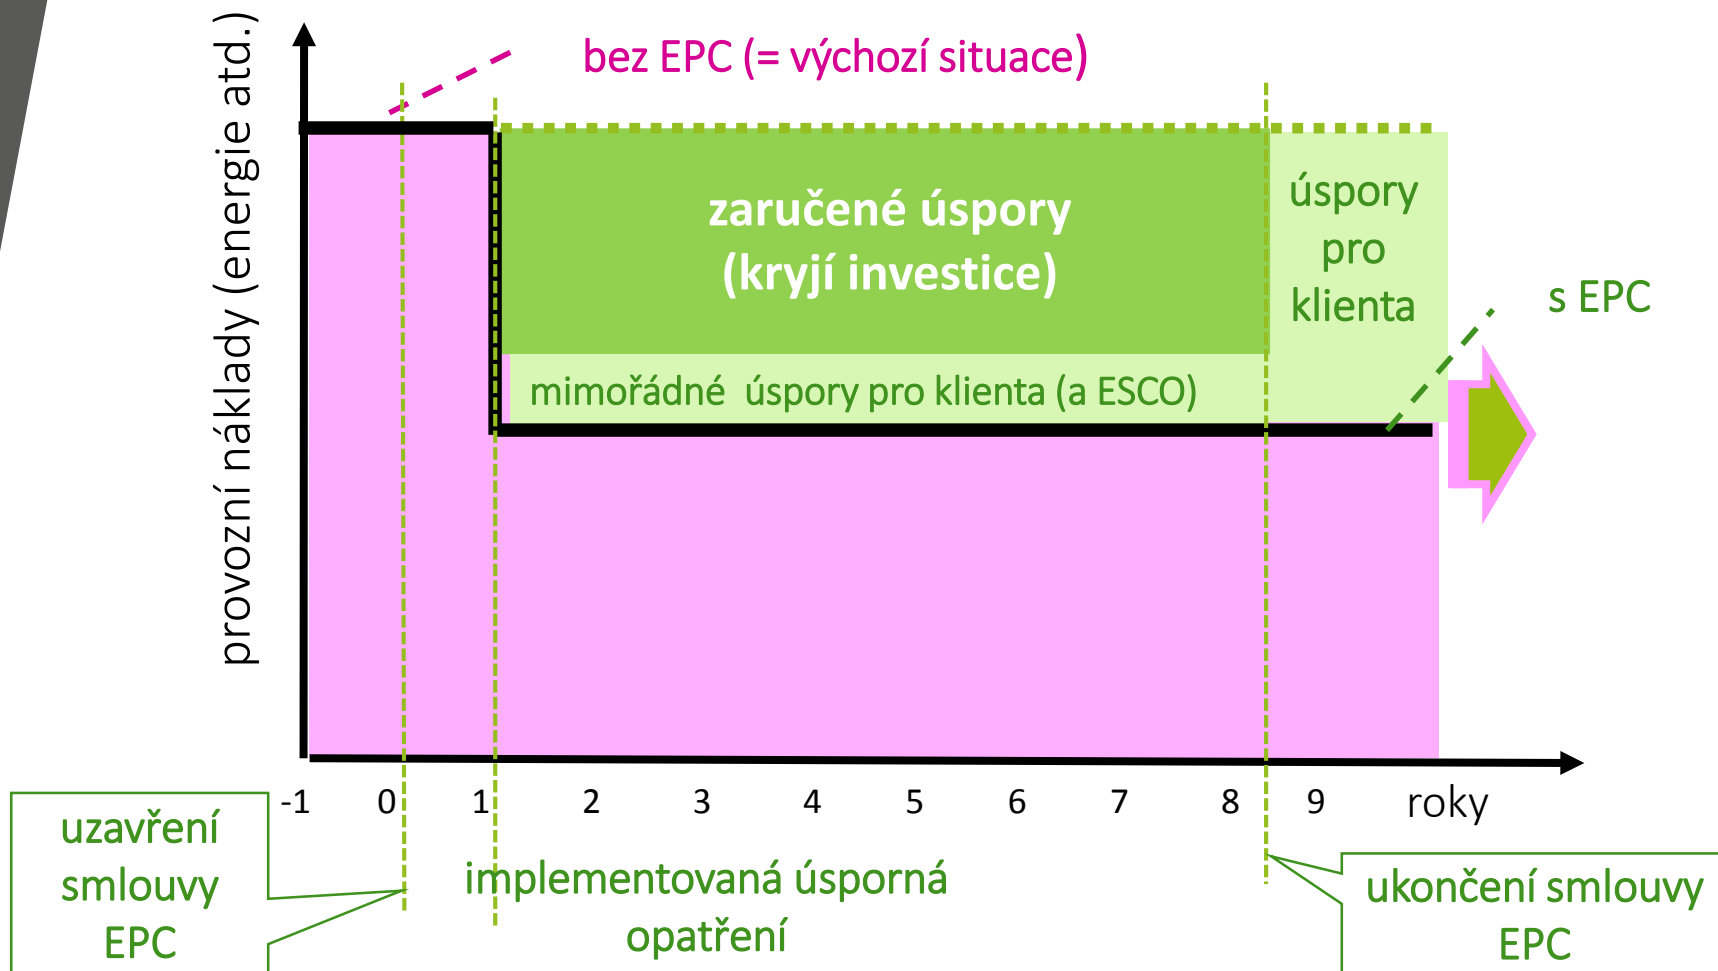 provozní náklady (energie atd.)
bez EPC (= výchozí situace)
zaručené úspory
(kryjí investice)
úspory
pro
klienta
s EPC
mimořádné úspory pro klienta (a ESCO)
-1 0 1 2 3 4 5 6 7 8 9 roky
uzavření
smlouvy
EPC
implementovaná úsporná
opatření
ukončení smlouvy
EPC